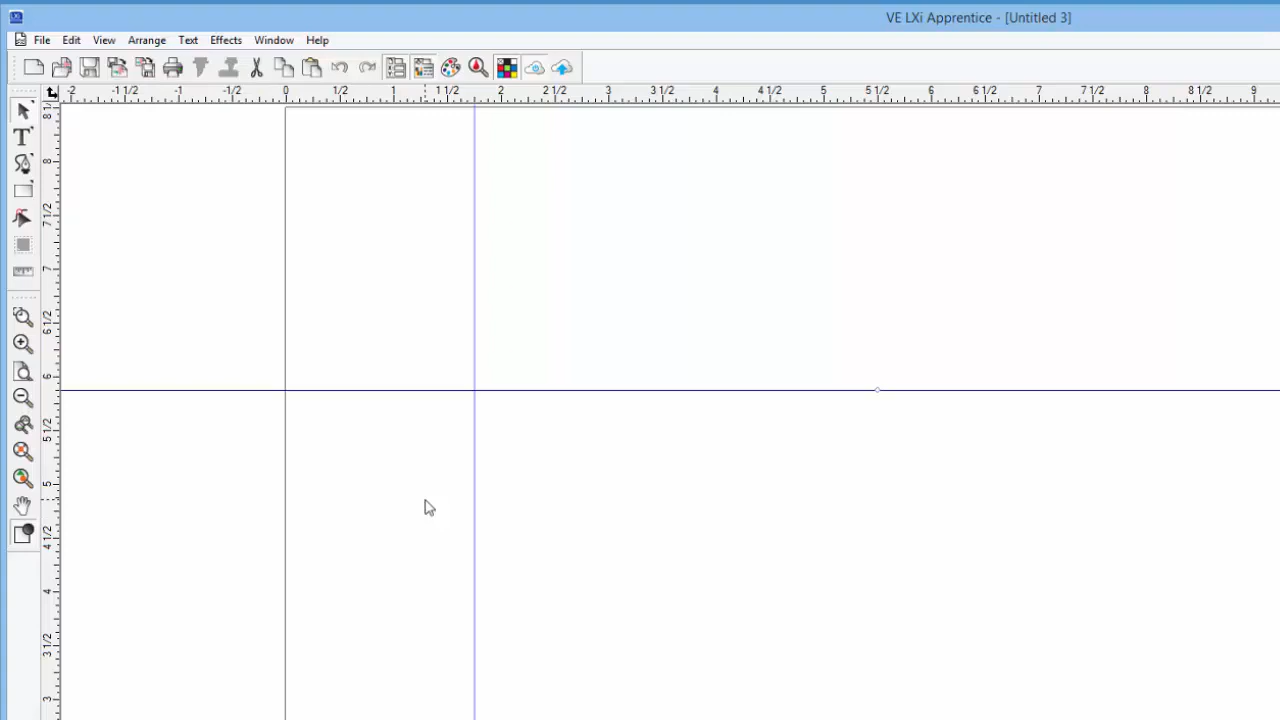 VE LXi Apprentice - [Untitled 3]
File Edit View Arrange Text Effects Window Help
-2 -1 1/2 -1 -1/2 0 1/2 1 1 1/2 2 2 1/2 3 3 1/2 4 4 1/2 5 5 1/2 6 6 1/2 7 7 1/2 8 8 1/2 9
T
8
7 1/2
7
6 1/2
6
5 1/2
5
4 1/2
4
3 1/2
3